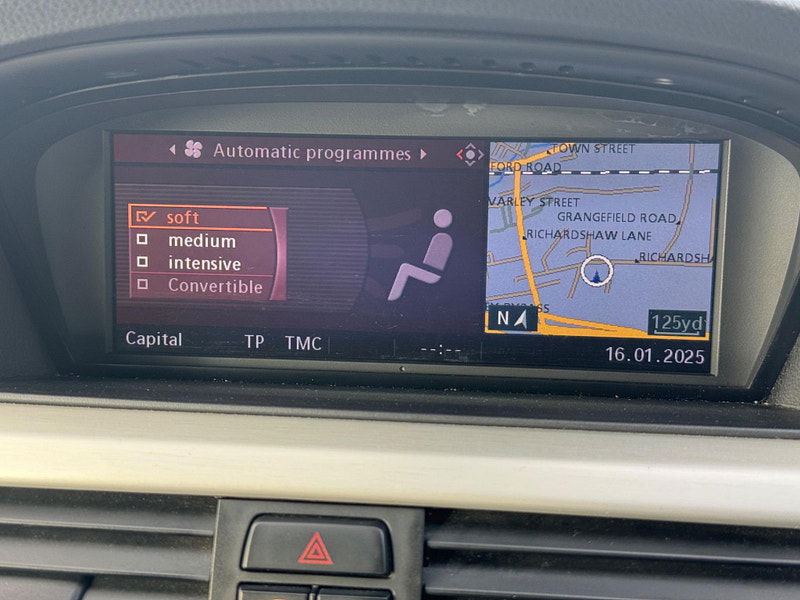 Automatic programmes
soft
medium
intensive
Convertible
Capital TP TMC
TOWN STREET
FORD ROAD
VARLEY STREET
GRANGEFIELD ROAD
RICHARDSHAW LANE
RICHARDSH
BYPASS
N
125yd
--:--
16.01.2025